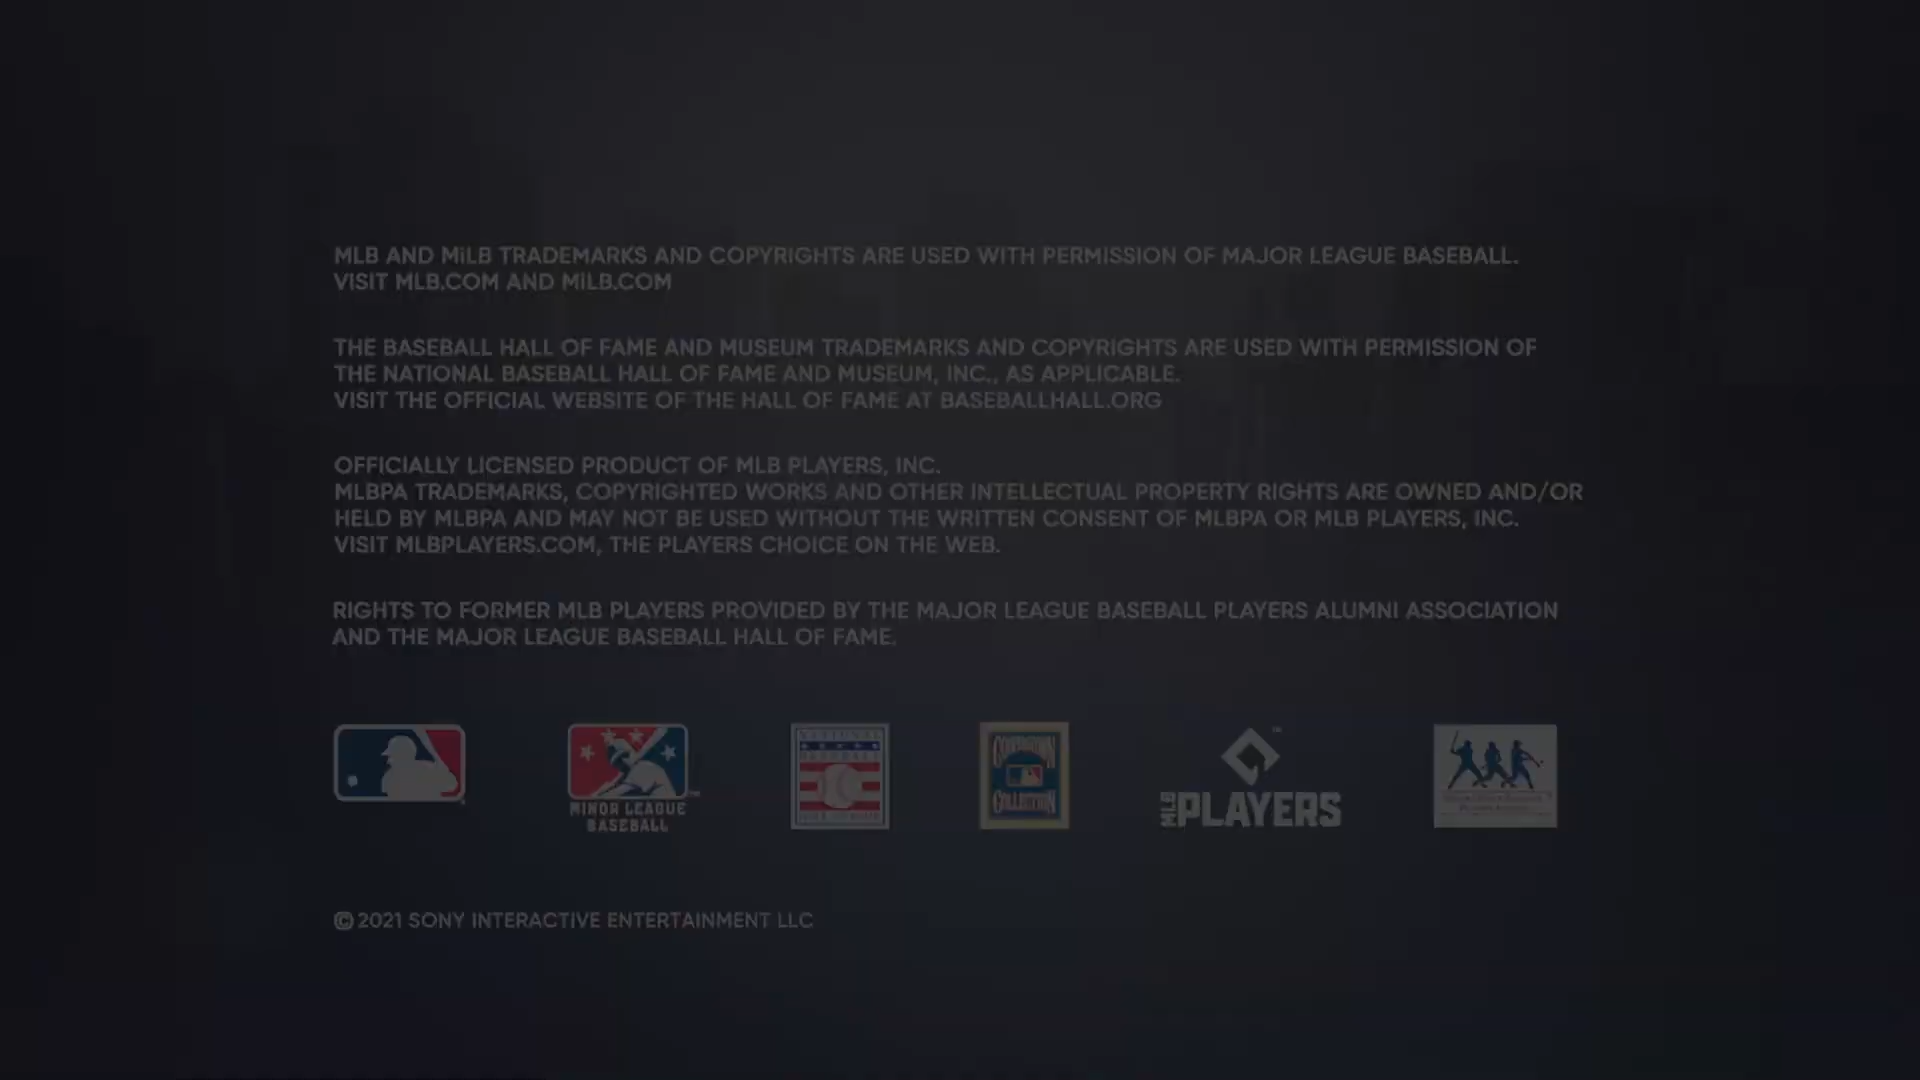 MLB AND MiLB TRADEMARKS AND COPYRIGHTS ARE USED WITH PERMISSION OF MAJOR LEAGUE BASEBALL.
VISIT MLB.COM AND MiLB.COM
THE BASEBALL HALL OF FAME AND MUSEUM TRADEMARKS AND COPYRIGHTS ARE USED WITH PERMISSION OF
THE NATIONAL BASEBALL HALL OF FAME AND MUSEUM, INC., AS APPLICABLE.
VISIT THE OFFICIAL WEBSITE OF THE HALL OF FAME AT BASEBALLHALL.ORG
OFFICIALLY LICENSED PRODUCT OF MLB PLAYERS, INC.
MLBPA TRADEMARKS, COPYRIGHTED WORKS AND OTHER INTELLECTUAL PROPERTY RIGHTS ARE OWNED AND/OR
HELD BY MLBPA AND MAY NOT BE USED WITHOUT THE WRITTEN CONSENT OF MLBPA OR MLB PLAYERS, INC.
VISIT MLBPLAYERS.COM, THE PLAYERS CHOICE ON THE WEB.
RIGHTS TO FORMER MLB PLAYERS PROVIDED BY THE MAJOR LEAGUE BASEBALL PLAYERS ALUMNI ASSOCIATION
AND THE MAJOR LEAGUE BASEBALL HALL OF FAME.
MINOR LEAGUE
BASEBALL
NATIONAL
BASEBALL
COOPERSTOWN
COLLECTION
MLB PLAYERS
© 2021 SONY INTERACTIVE ENTERTAINMENT LLC